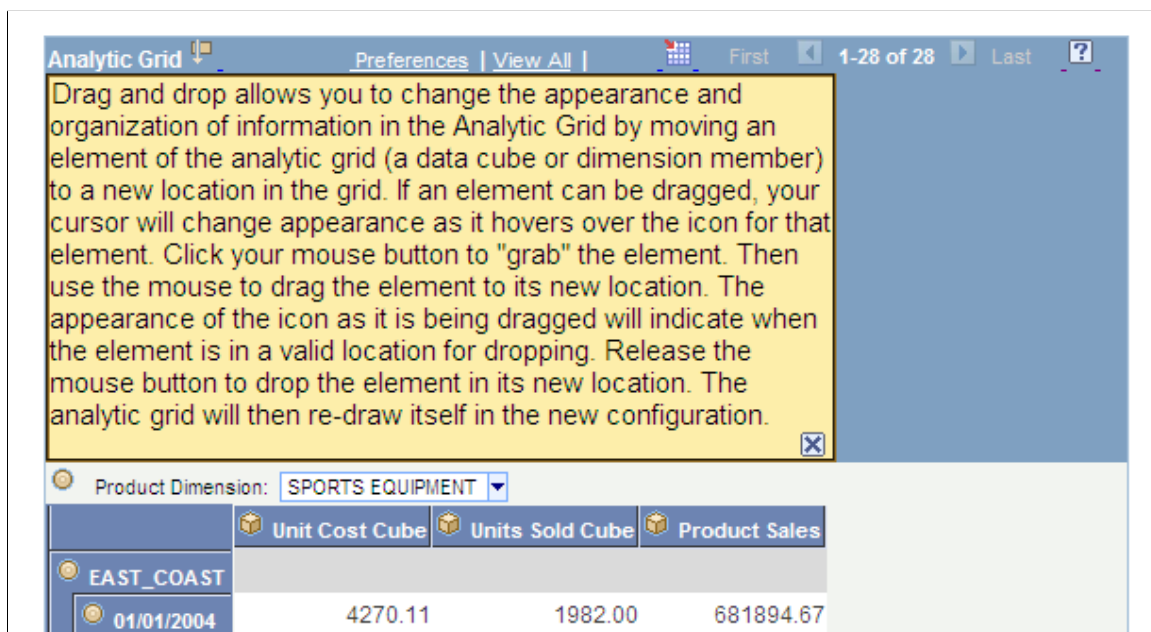 Analytic Grid Preferences | View All | First 1-28 of 28 Last ?
Drag and drop allows you to change the appearance and
organization of information in the Analytic Grid by moving an
element of the analytic grid (a data cube or dimension member)
to a new location in the grid. If an element can be dragged, your
cursor will change appearance as it hovers over the icon for that
element. Click your mouse button to "grab" the element. Then
use the mouse to drag the element to its new location. The
appearance of the icon as it is being dragged will indicate when
the element is in a valid location for dropping. Release the
mouse button to drop the element in its new location. The
analytic grid will then re-draw itself in the new configuration.
Product Dimension: SPORTS EQUIPMENT
Unit Cost Cube Units Sold Cube Product Sales
EAST_COAST
01/01/2004 4270.11 1982.00 681894.67